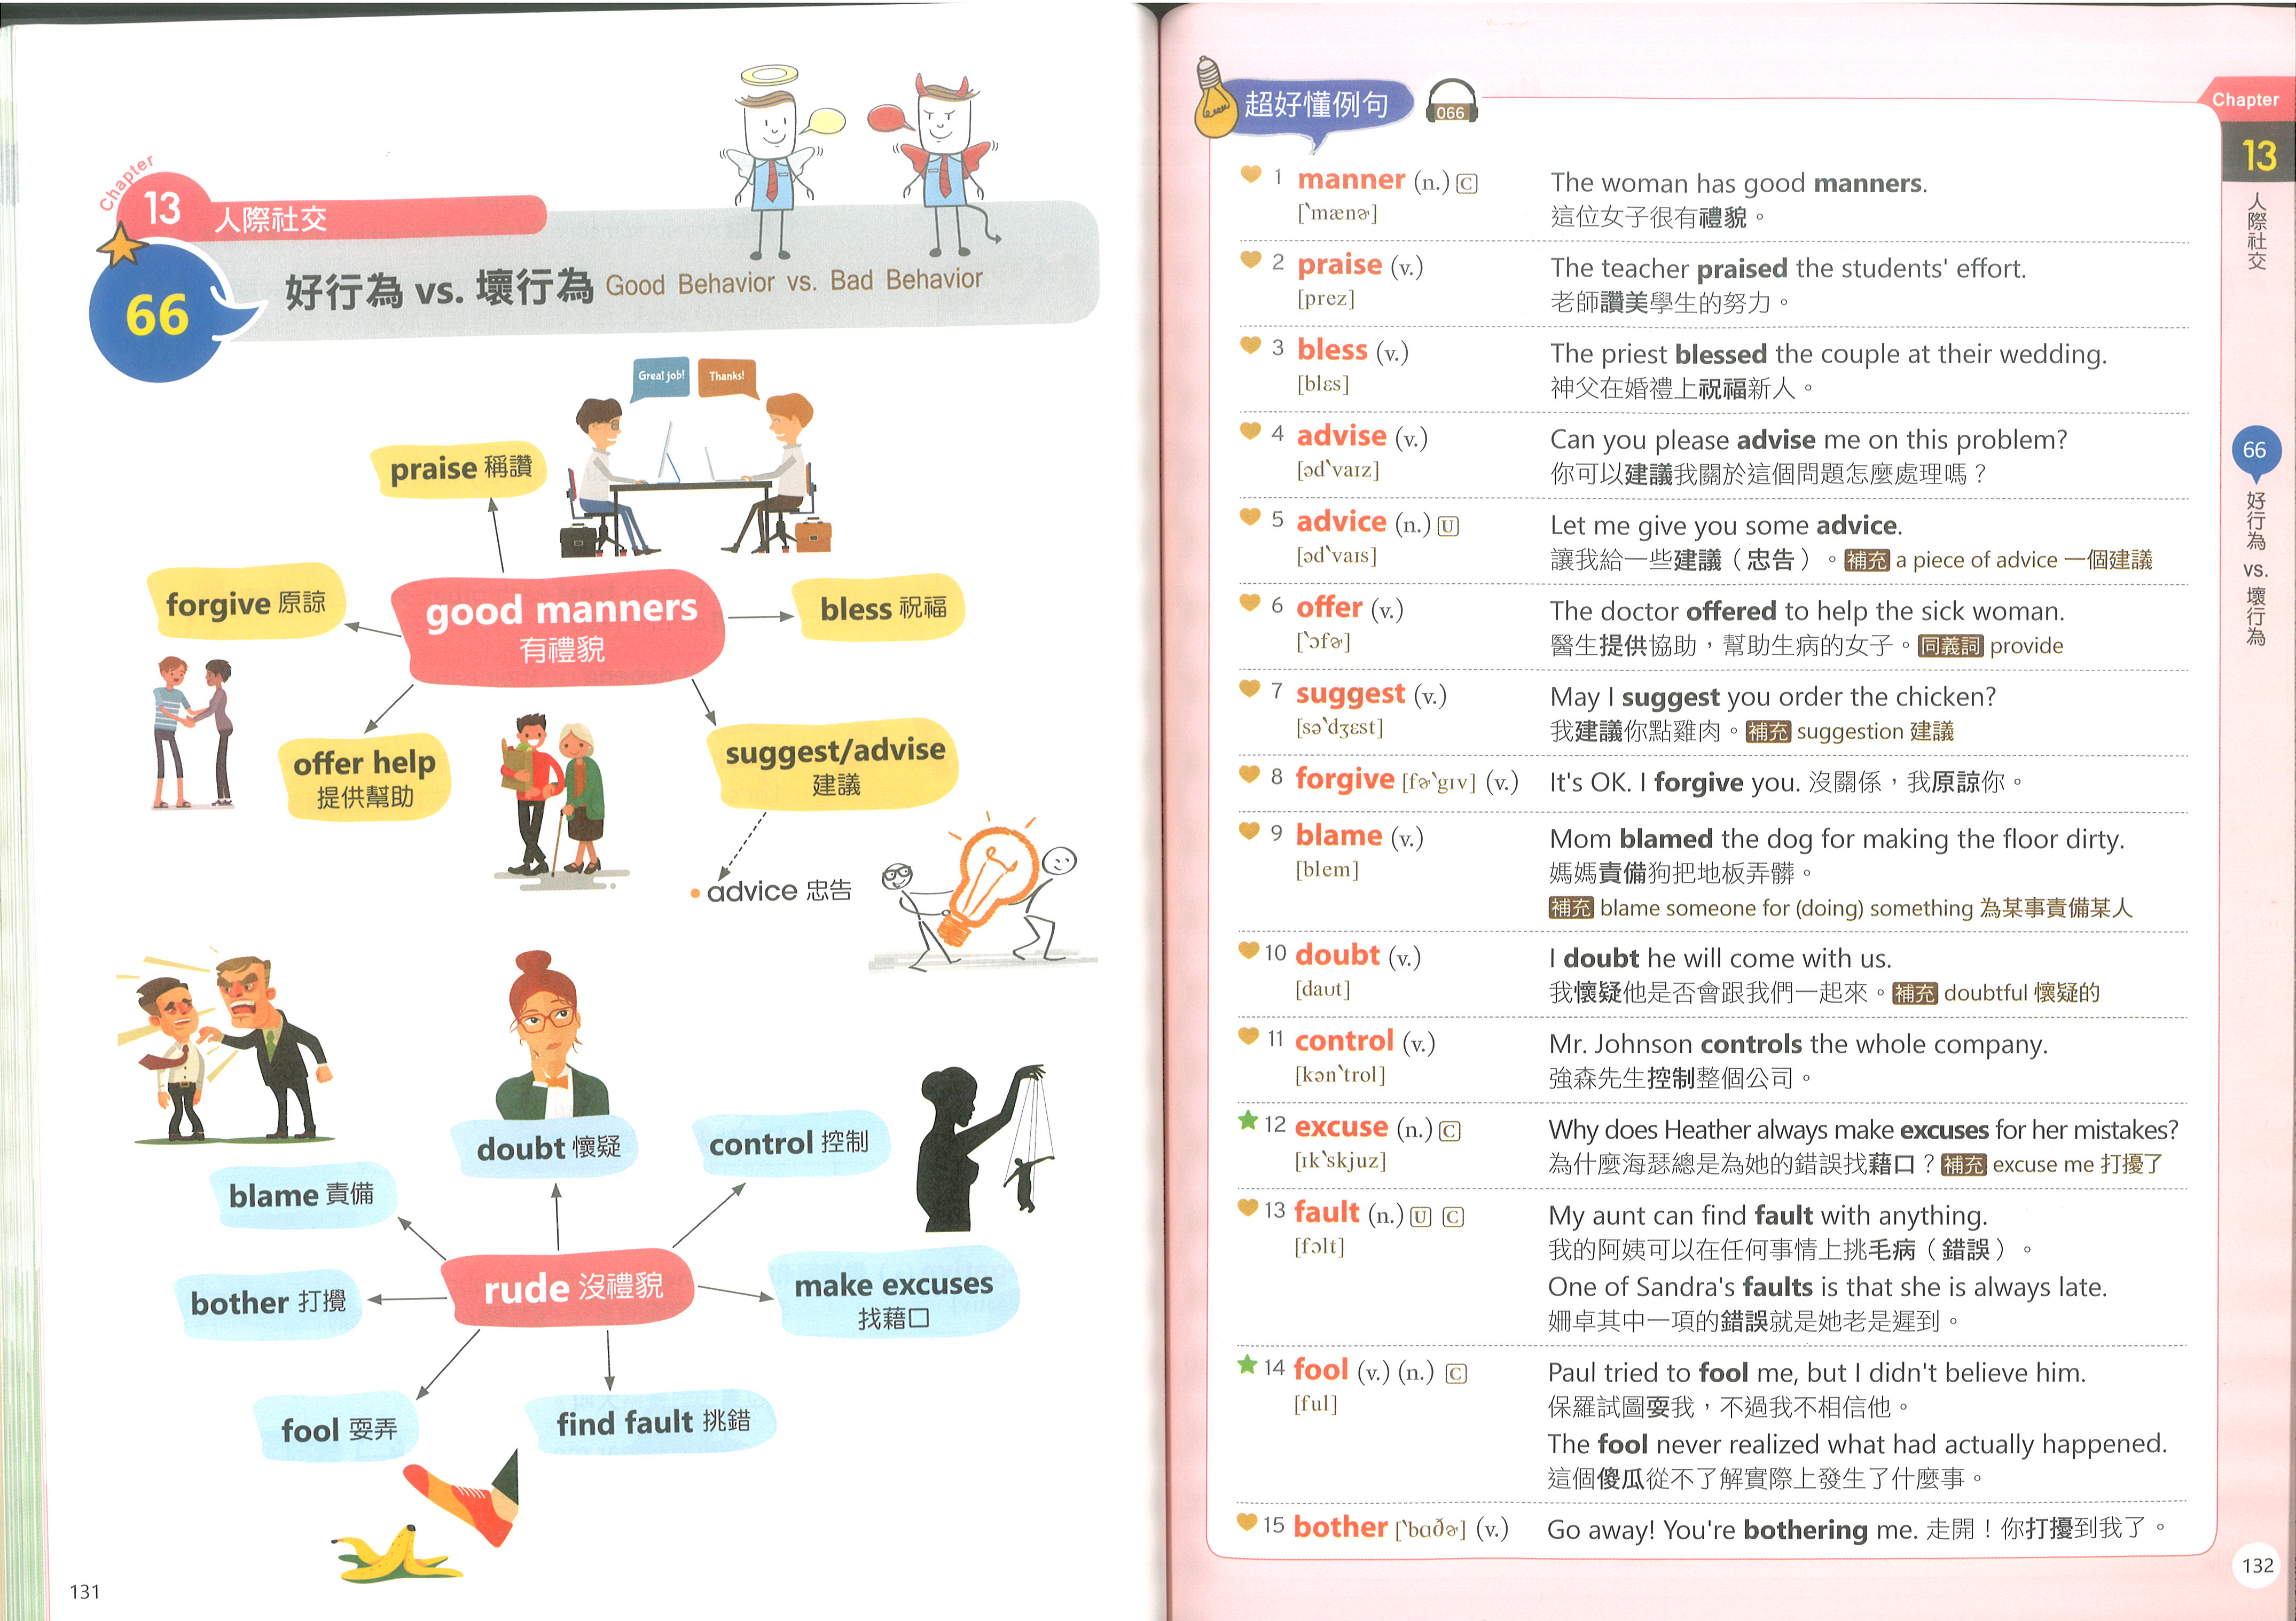 Chapter
13 人際社交
66
好行為 vs. 壞行為 Good Behavior vs. Bad Behavior
Great job!
Thanks!
praise 稱讚
forgive 原諒
good manners
有禮貌
bless 祝福
offer help
提供幫助
suggest/advise
建議
• advice 忠告
doubt 懷疑
control 控制
blame 責備
bother 打攪
rude 沒禮貌
make excuses
找藉口
fool 耍弄
find fault 挑錯
131
超好懂例句
066
1 manner (n.) C The woman has good manners.
[ˋmænɚ] 這位女子很有禮貌。
2 praise (v.) The teacher praised the students' effort.
[prez] 老師讚美學生的努力。
3 bless (v.) The priest blessed the couple at their wedding.
[blɛs] 神父在婚禮上祝福新人。
4 advise (v.) Can you please advise me on this problem?
[ədˋvaɪz] 你可以建議我關於這個問題怎麼處理嗎？
5 advice (n.) U Let me give you some advice.
[ədˋvaɪs] 讓我給一些建議（忠告）。補充 a piece of advice 一個建議
6 offer (v.) The doctor offered to help the sick woman.
[ˋɔfɚ] 醫生提供協助，幫助生病的女子。同義詞 provide
7 suggest (v.) May I suggest you order the chicken?
[səˋdʒɛst] 我建議你點雞肉。補充 suggestion 建議
8 forgive [fɚˋgɪv] (v.) It's OK. I forgive you. 沒關係，我原諒你。
9 blame (v.) Mom blamed the dog for making the floor dirty.
[blem] 媽媽責備狗把地板弄髒。
補充 blame someone for (doing) something 為某事責備某人
10 doubt (v.) I doubt he will come with us.
[daʊt] 我懷疑他是否會跟我們一起來。補充 doubtful 懷疑的
11 control (v.) Mr. Johnson controls the whole company.
[kənˋtrol] 強森先生控制整個公司。
12 excuse (n.) C Why does Heather always make excuses for her mistakes?
[ɪkˋskjuz] 為什麼海瑟總是為她的錯誤找藉口？補充 excuse me 打擾了
13 fault (n.) U C My aunt can find fault with anything.
[fɔlt] 我的阿姨可以在任何事情上挑毛病（錯誤）。
One of Sandra's faults is that she is always late.
姍卓其中一項的錯誤就是她老是遲到。
14 fool (v.) (n.) C Paul tried to fool me, but I didn't believe him.
[ful] 保羅試圖耍我，不過我不相信他。
The fool never realized what had actually happened.
這個傻瓜從不了解實際上發生了什麼事。
15 bother [ˋbɑðɚ] (v.) Go away! You're bothering me. 走開！你打擾到我了。
Chapter
13
人際社交
66
好行為 vs. 壞行為
132